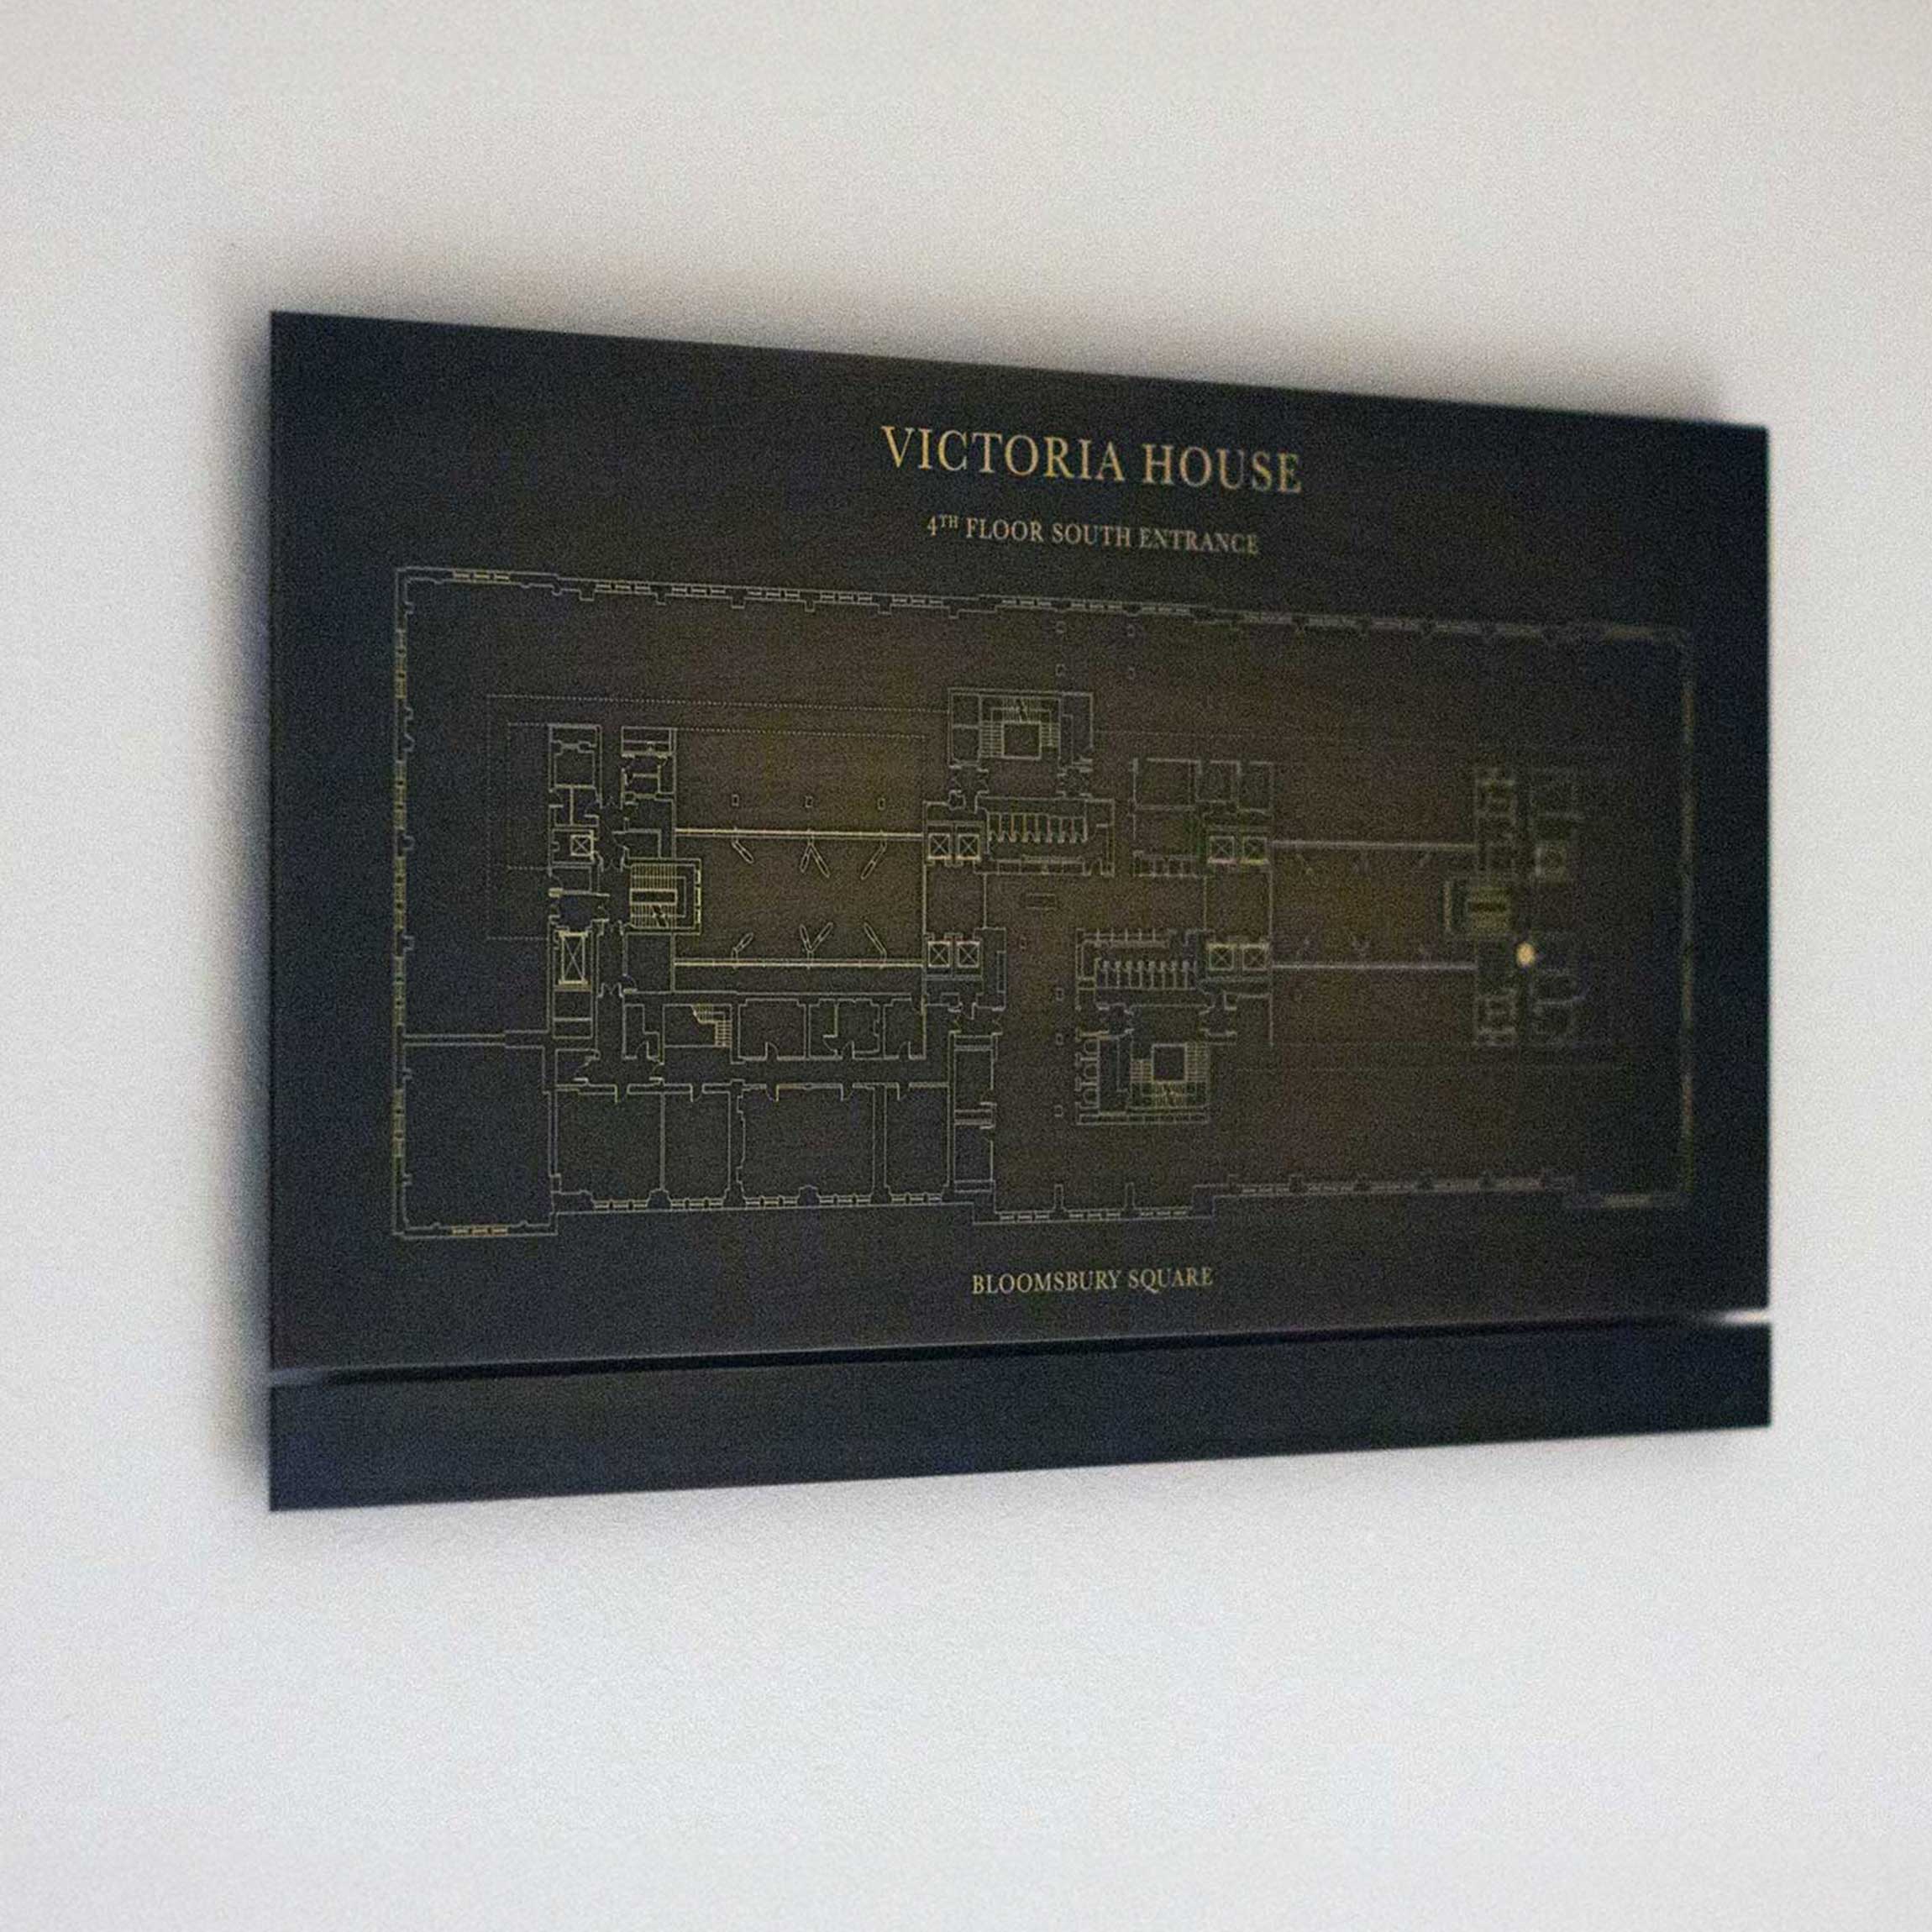 VICTORIA HOUSE
4TH FLOOR SOUTH ENTRANCE
BLOOMSBURY SQUARE